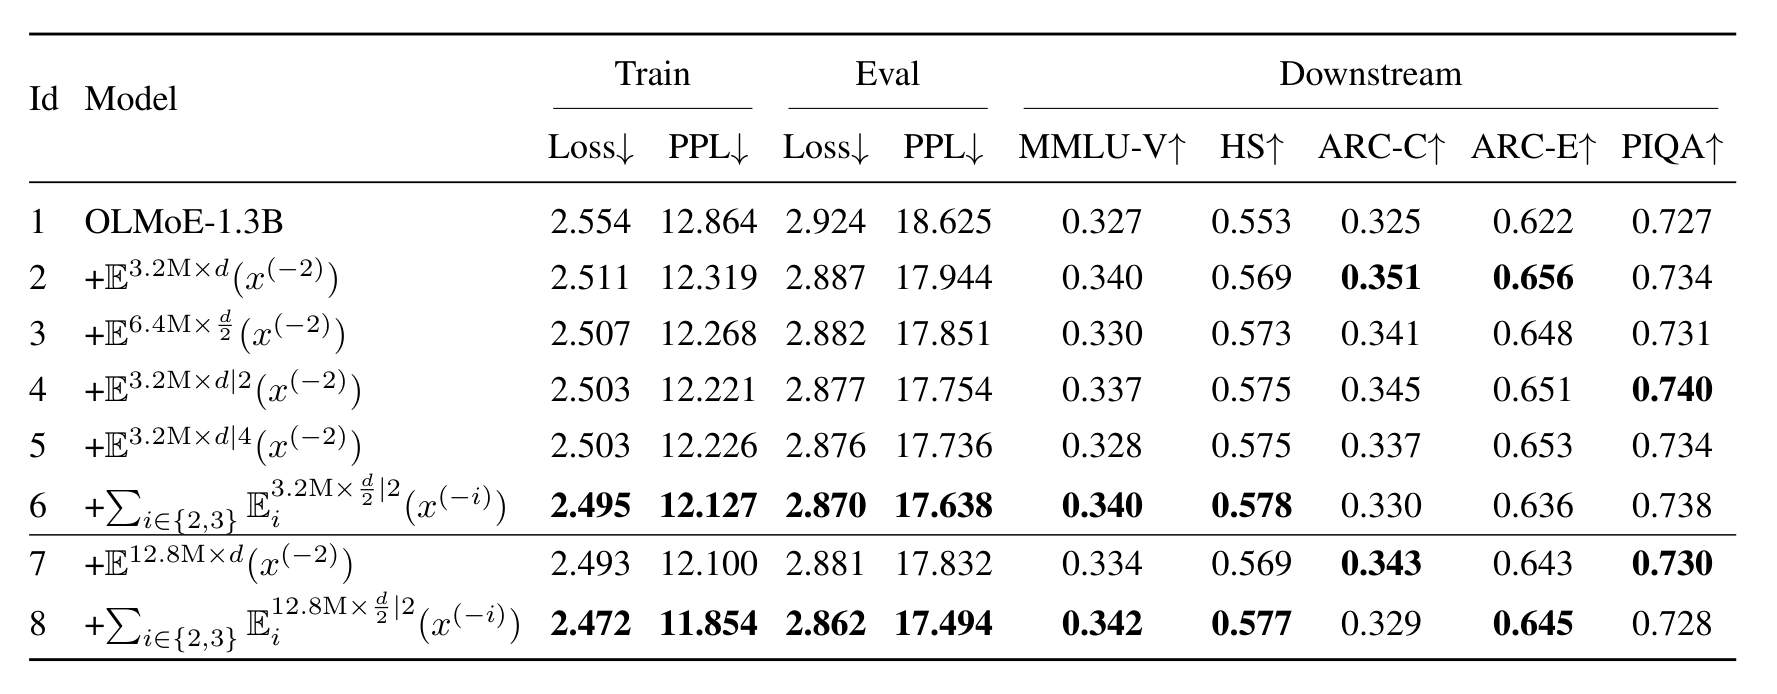 Train Eval Downstream
Id Model
Loss↓ PPL↓ Loss↓ PPL↓ MMLU-V↑ HS↑ ARC-C↑ ARC-E↑ PIQA↑
1 OLMoE-1.3B 2.554 12.864 2.924 18.625 0.327 0.553 0.325 0.622 0.727
2 +𝔼^{3.2M×d}(x^{(−2)}) 2.511 12.319 2.887 17.944 0.340 0.569 0.351 0.656 0.734
3 +𝔼^{6.4M×\frac{d}{2}}(x^{(−2)}) 2.507 12.268 2.882 17.851 0.330 0.573 0.341 0.648 0.731
4 +𝔼^{3.2M×d|2}(x^{(−2)}) 2.503 12.221 2.877 17.754 0.337 0.575 0.345 0.651 0.740
5 +𝔼^{3.2M×d|4}(x^{(−2)}) 2.503 12.226 2.876 17.736 0.328 0.575 0.337 0.653 0.734
6 +∑_{i∈{2,3}} 𝔼_i^{3.2M×\frac{d}{2}|2}(x^{(−i)}) 2.495 12.127 2.870 17.638 0.340 0.578 0.330 0.636 0.738
7 +𝔼^{12.8M×d}(x^{(−2)}) 2.493 12.100 2.881 17.832 0.334 0.569 0.343 0.643 0.730
8 +∑_{i∈{2,3}} 𝔼_i^{12.8M×\frac{d}{2}|2}(x^{(−i)}) 2.472 11.854 2.862 17.494 0.342 0.577 0.329 0.645 0.728